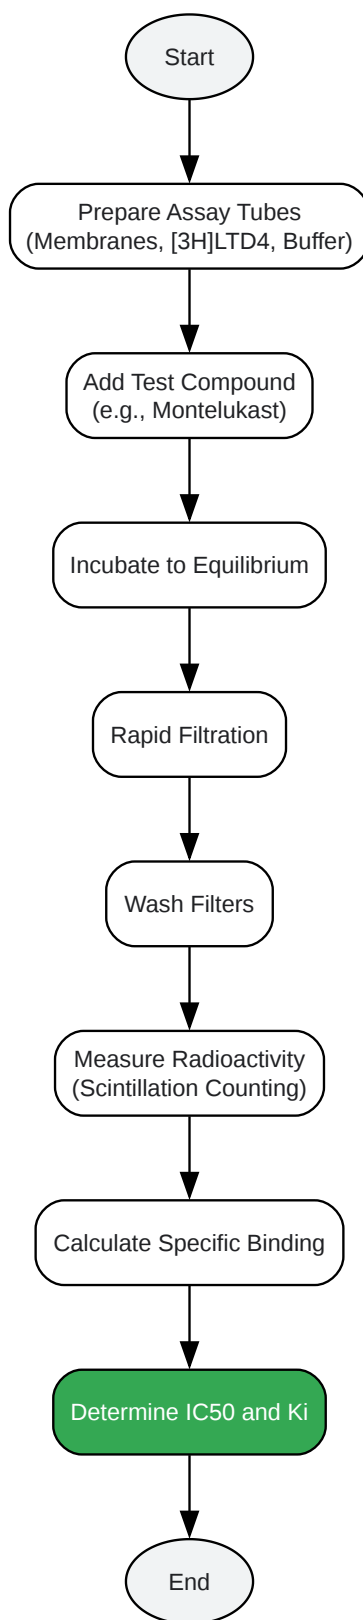 Start
Prepare Assay Tubes
(Membranes, [3H]LTD4, Buffer)
Add Test Compound
(e.g., Montelukast)
Incubate to Equilibrium
Rapid Filtration
Wash Filters
Measure Radioactivity
(Scintillation Counting)
Calculate Specific Binding
Determine IC50 and Ki
End